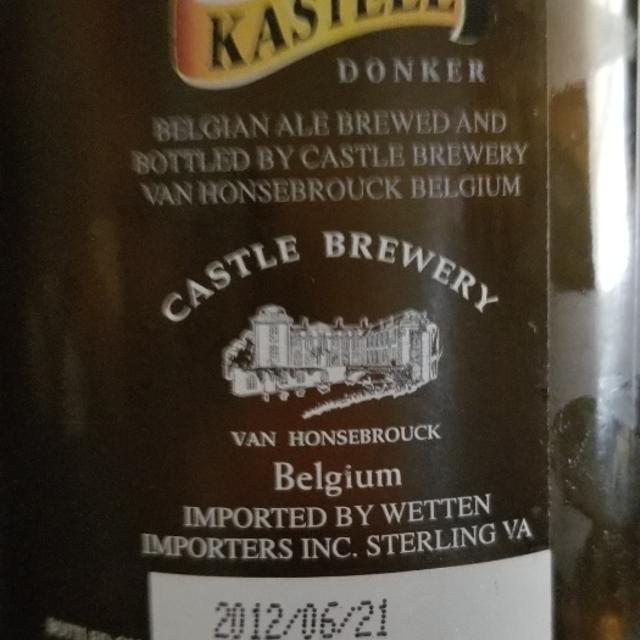 KASTEEL
DONKER
BELGIAN ALE BREWED AND
BOTTLED BY CASTLE BREWERY
VAN HONSEBROUCK BELGIUM
CASTLE BREWERY
VAN HONSEBROUCK
Belgium
IMPORTED BY WETTEN
IMPORTERS INC. STERLING VA
2012/06/21